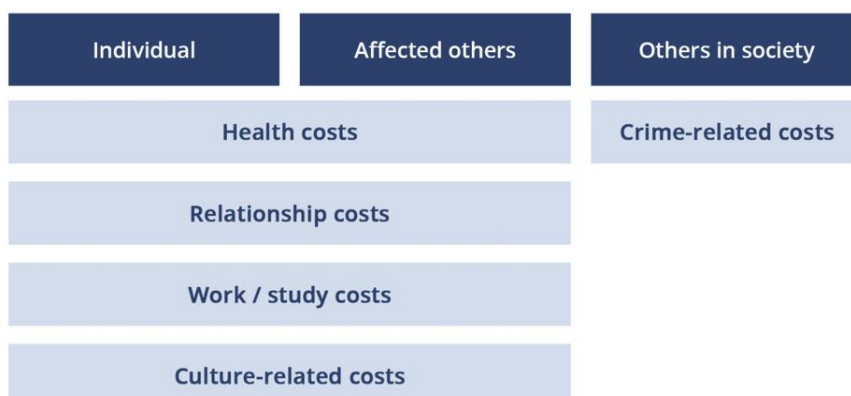 Individual
Affected others
Others in society
Health costs
Crime-related costs
Relationship costs
Work / study costs
Culture-related costs